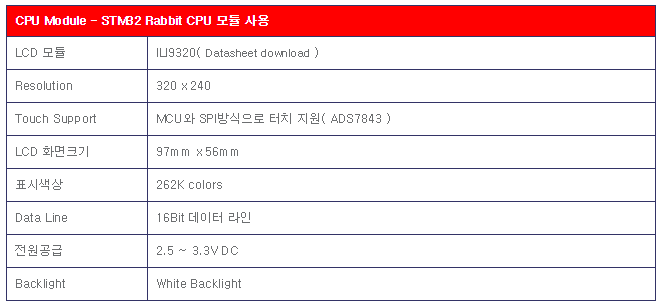 CPU Module - STM32 Rabbit CPU 모듈 사용
LCD 모듈 ILI9320( Datasheet download )
Resolution 320 x 240
Touch Support MCU와 SPI방식으로 터치 지원( ADS7843 )
LCD 화면크기 97mm x 56mm
표시색상 262K colors
Data Line 16Bit 데이터 라인
전원공급 2.5 ~ 3.3V DC
Backlight White Backlight